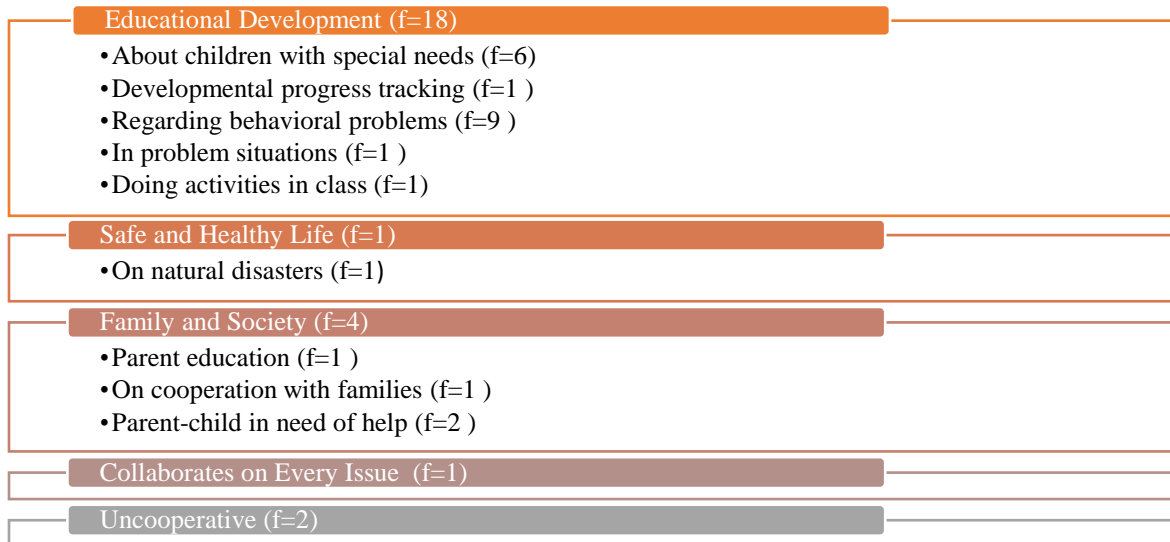 Educational Development (f=18)
•About children with special needs (f=6)
•Developmental progress tracking (f=1 )
•Regarding behavioral problems (f=9 )
•In problem situations (f=1 )
•Doing activities in class (f=1)
Safe and Healthy Life (f=1)
•On natural disasters (f=1)
Family and Society (f=4)
•Parent education (f=1 )
•On cooperation with families (f=1 )
•Parent-child in need of help (f=2 )
Collaborates on Every Issue (f=1)
Uncooperative (f=2)